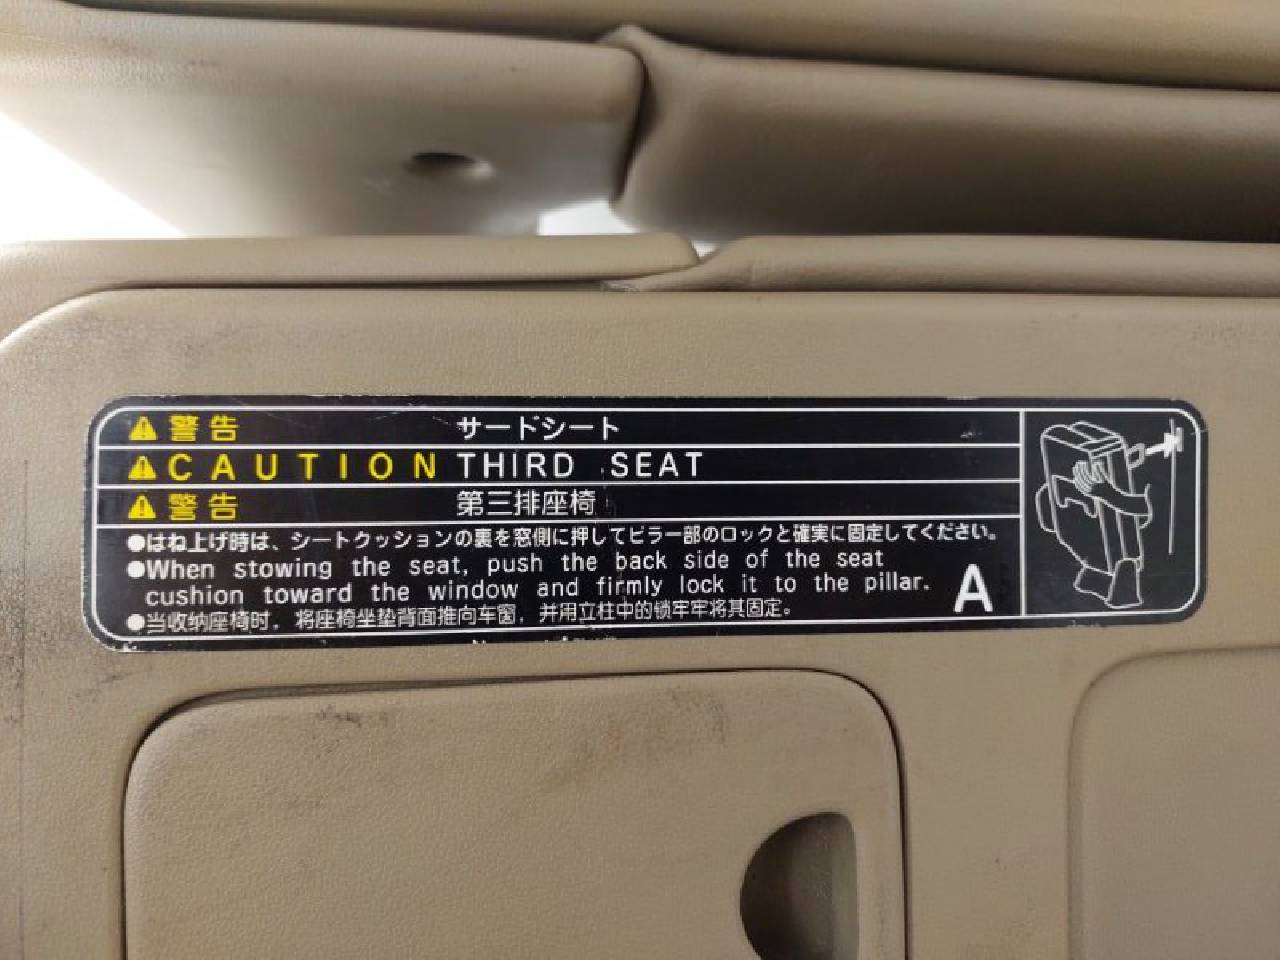 ⚠警告 サードシート
⚠CAUTION THIRD SEAT
⚠警告 第三排座椅
●はね上げ時は、シートクッションの裏を窓側に押してピラー部のロックと確実に固定してください。
●When stowing the seat, push the back side of the seat
cushion toward the window and firmly lock it to the pillar.
●当收纳座椅时，将座椅坐垫背面推向车窗，并用立柱中的锁牢牢将其固定。
A